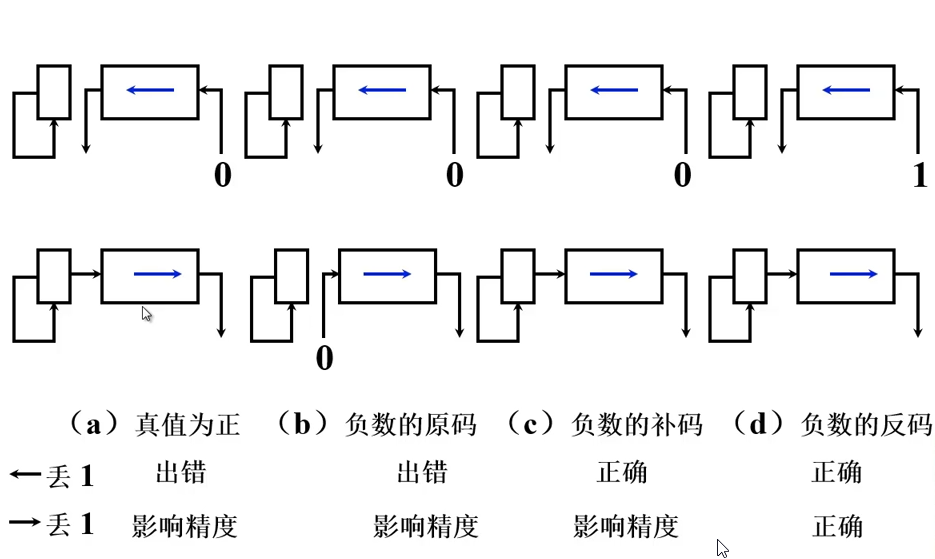 0 0 0 1
0
（a）真值为正 （b）负数的原码 （c）负数的补码 （d）负数的反码
←丢 1 出错 出错 正确 正确
→丢 1 影响精度 影响精度 影响精度 正确